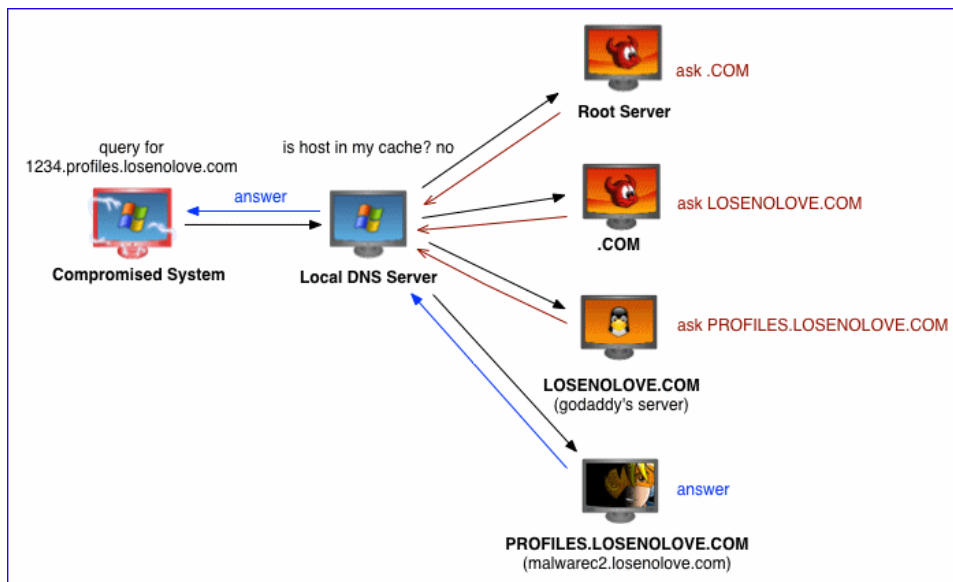 ask .COM
Root Server
query for
1234.profiles.losenolove.com
is host in my cache? no
answer
Compromised System
Local DNS Server
ask LOSENOLOVE.COM
.COM
ask PROFILES.LOSENOLOVE.COM
LOSENOLOVE.COM
(godaddy's server)
answer
PROFILES.LOSENOLOVE.COM
(malwarec2.losenolove.com)